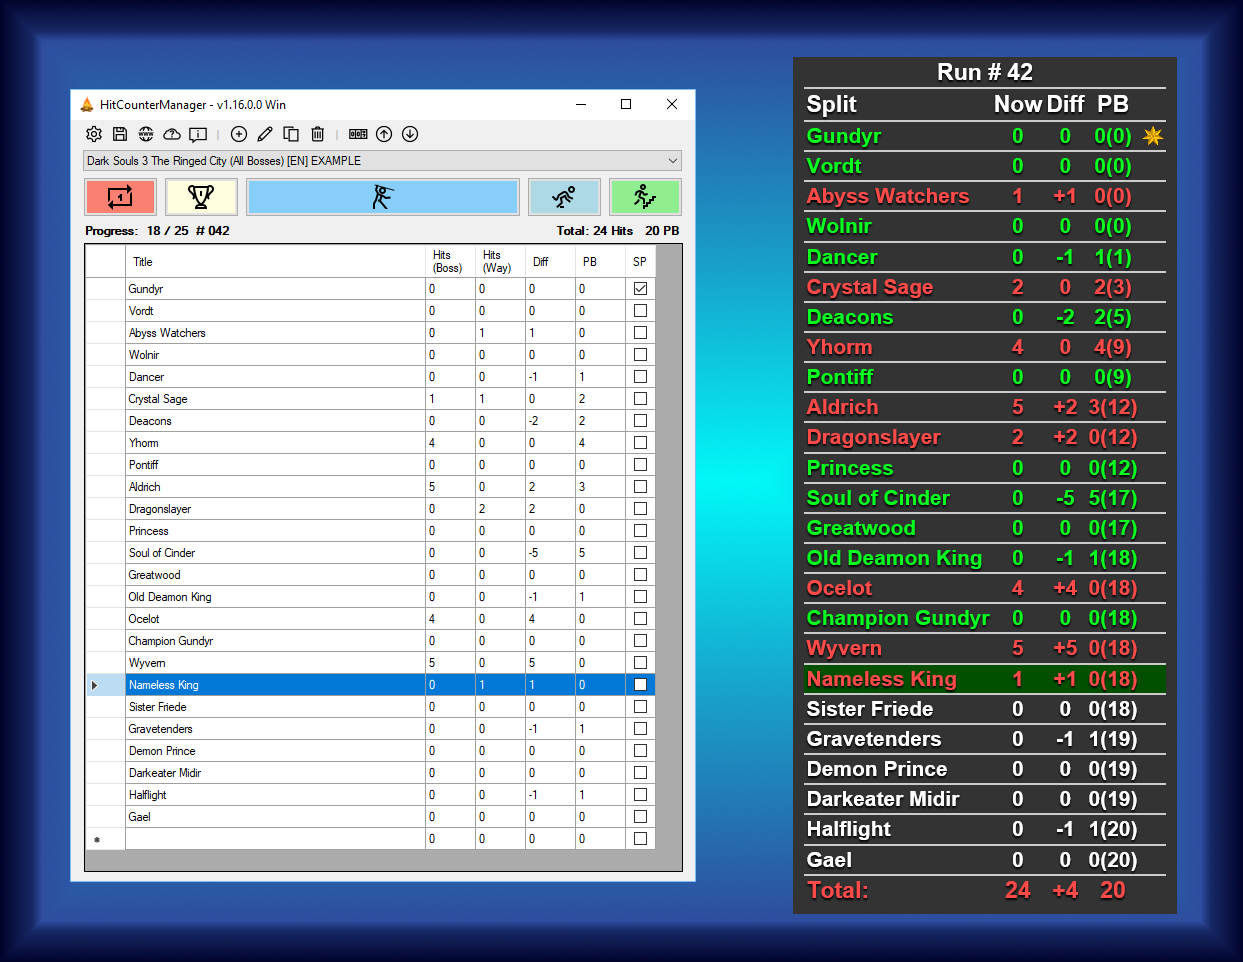 HitCounterManager - v1.16.0.0 Win
WWW
Dark Souls 3 The Ringed City (All Bosses) [EN] EXAMPLE
1
Progress: 18 / 25 # 042 Total: 24 Hits 20 PB
Title Hits (Boss) Hits (Way) Diff PB SP
Gundyr 0 0 0 0
Vordt 0 0 0 0
Abyss Watchers 0 1 1 0
Wolnir 0 0 0 0
Dancer 0 0 -1 1
Crystal Sage 1 1 0 2
Deacons 0 0 -2 2
Yhorm 4 0 0 4
Pontiff 0 0 0 0
Aldrich 5 0 2 3
Dragonslayer 0 2 2 0
Princess 0 0 0 0
Soul of Cinder 0 0 -5 5
Greatwood 0 0 0 0
Old Deamon King 0 0 -1 1
Ocelot 4 0 4 0
Champion Gundyr 0 0 0 0
Wyvern 5 0 5 0
Nameless King 0 1 1 0
Sister Friede 0 0 0 0
Gravetenders 0 0 -1 1
Demon Prince 0 0 0 0
Darkeater Midir 0 0 0 0
Halflight 0 0 -1 1
Gael 0 0 0 0
0 0 0 0
Run # 42
Split Now Diff PB
Gundyr 0 0 0(0)
Vordt 0 0 0(0)
Abyss Watchers 1 +1 0(0)
Wolnir 0 0 0(0)
Dancer 0 -1 1(1)
Crystal Sage 2 0 2(3)
Deacons 0 -2 2(5)
Yhorm 4 0 4(9)
Pontiff 0 0 0(9)
Aldrich 5 +2 3(12)
Dragonslayer 2 +2 0(12)
Princess 0 0 0(12)
Soul of Cinder 0 -5 5(17)
Greatwood 0 0 0(17)
Old Deamon King 0 -1 1(18)
Ocelot 4 +4 0(18)
Champion Gundyr 0 0 0(18)
Wyvern 5 +5 0(18)
Nameless King 1 +1 0(18)
Sister Friede 0 0 0(18)
Gravetenders 0 -1 1(19)
Demon Prince 0 0 0(19)
Darkeater Midir 0 0 0(19)
Halflight 0 -1 1(20)
Gael 0 0 0(20)
Total: 24 +4 20